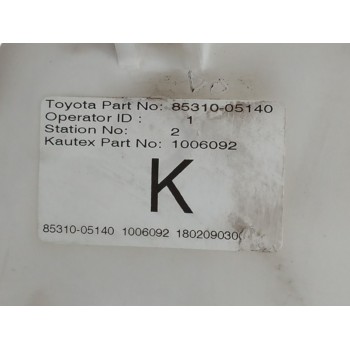 Toyota Part No: 85310-05140
Operator ID : 1
Station No: 2
Kautex Part No: 1006092
K
85310-05140 1006092 180209030